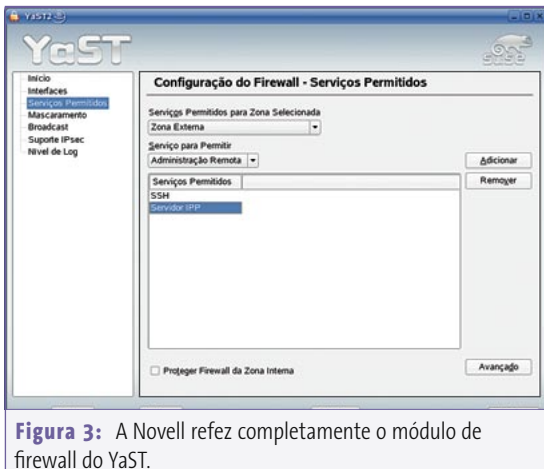 YaST2
YaST
suse
Início
Interfaces
Serviços Permitidos
Mascaramento
Broadcast
Suporte IPsec
Nível de Log
Configuração do Firewall - Serviços Permitidos
Serviços Permitidos para Zona Selecionada
Zona Externa
Serviço para Permitir
Administração Remota
Adicionar
Serviços Permitidos
Remover
SSH
Servidor IPP
Proteger Firewall da Zona Interna
Avançado
Figura 3: A Novell refez completamente o módulo de
firewall do YaST.